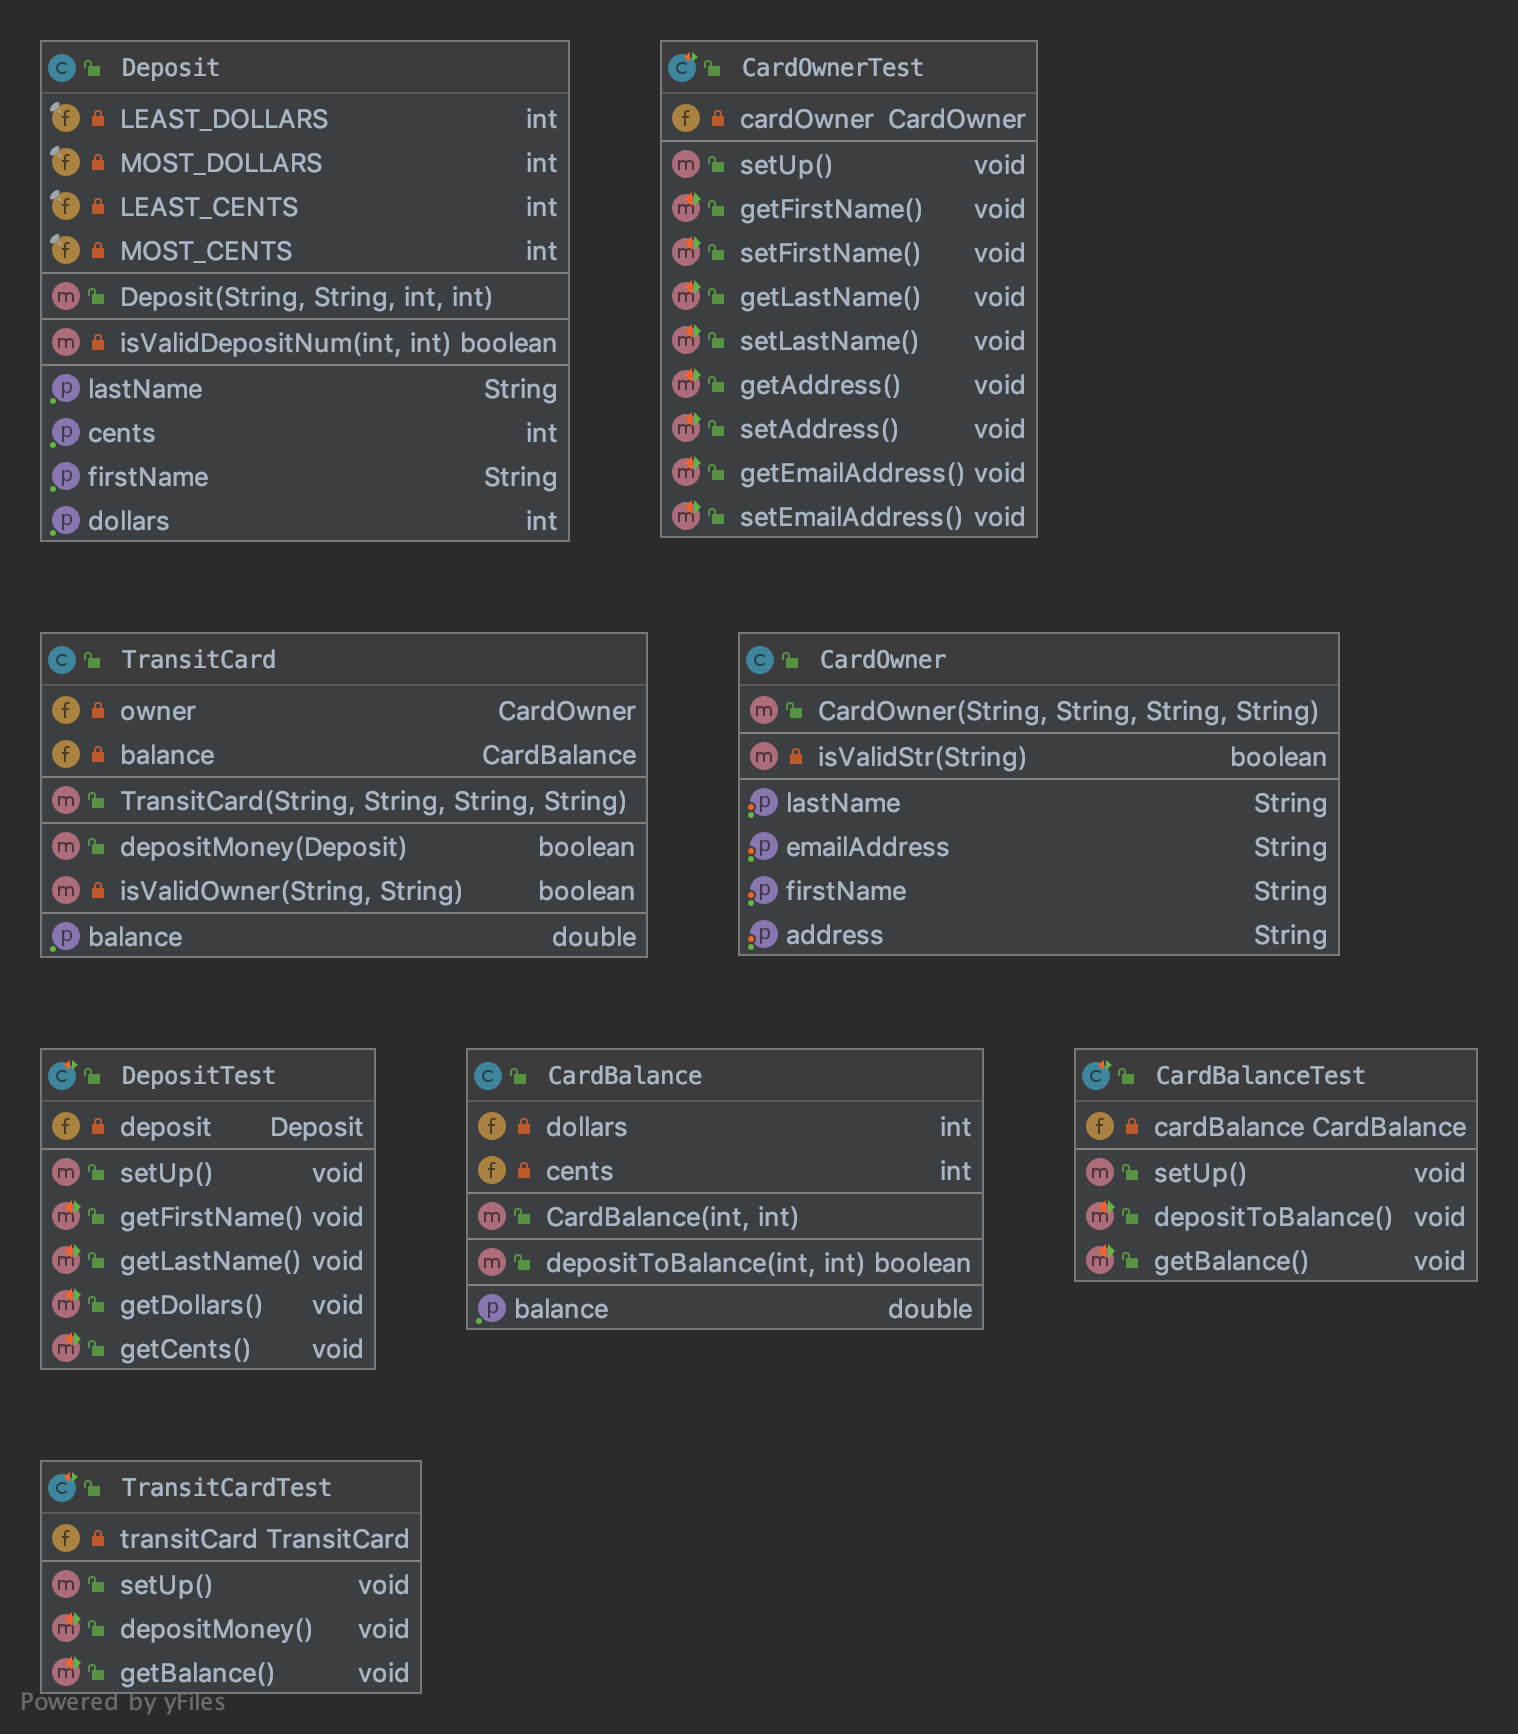 Deposit
LEAST_DOLLARS int
MOST_DOLLARS int
LEAST_CENTS int
MOST_CENTS int
Deposit(String, String, int, int)
isValidDepositNum(int, int) boolean
lastName String
cents int
firstName String
dollars int
CardOwnerTest
cardOwner CardOwner
setUp() void
getFirstName() void
setFirstName() void
getLastName() void
setLastName() void
getAddress() void
setAddress() void
getEmailAddress() void
setEmailAddress() void
TransitCard
owner CardOwner
balance CardBalance
TransitCard(String, String, String, String)
depositMoney(Deposit) boolean
isValidOwner(String, String) boolean
balance double
CardOwner
CardOwner(String, String, String, String)
isValidStr(String) boolean
lastName String
emailAddress String
firstName String
address String
DepositTest
deposit Deposit
setUp() void
getFirstName() void
getLastName() void
getDollars() void
getCents() void
CardBalance
dollars int
cents int
CardBalance(int, int)
depositToBalance(int, int) boolean
balance double
CardBalanceTest
cardBalance CardBalance
setUp() void
depositToBalance() void
getBalance() void
TransitCardTest
transitCard TransitCard
setUp() void
depositMoney() void
getBalance() void
Powered by yFiles